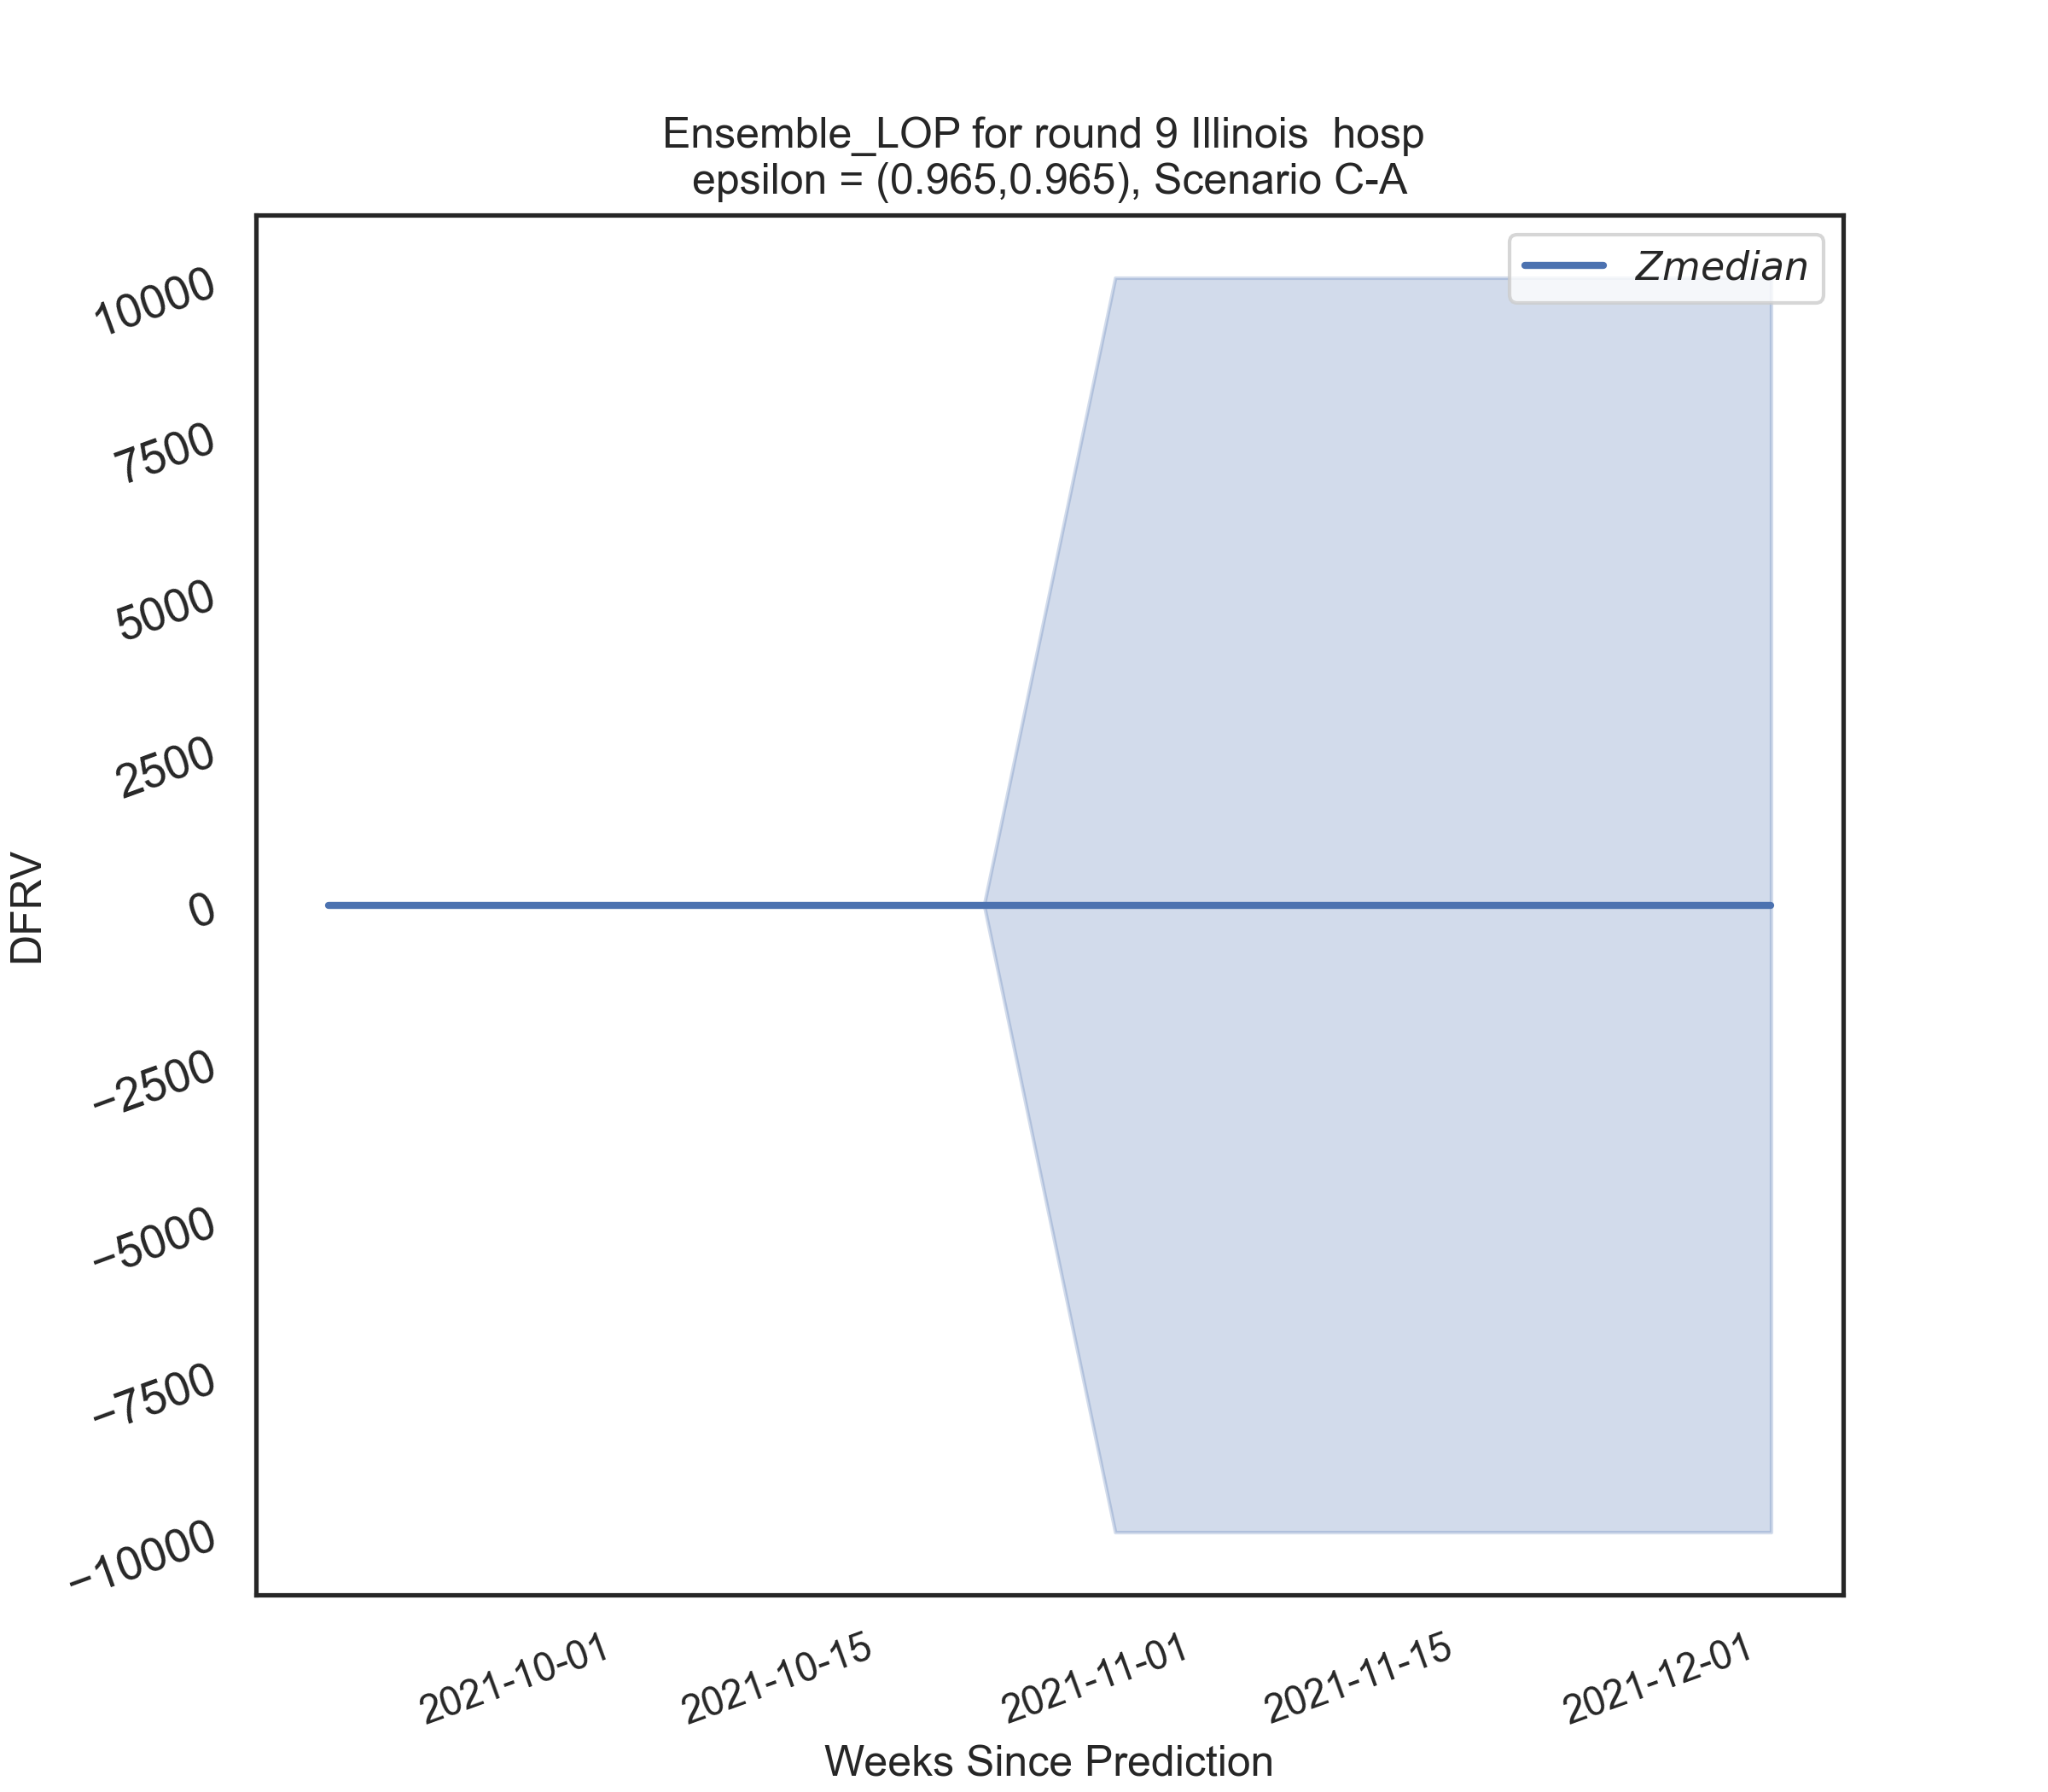 Ensemble_LOP for round 9 Illinois  hosp
epsilon = (0.965,0.965), Scenario C-A
Zmedian
10000
7500
5000
2500
0
−2500
−5000
−7500
−10000
DFRV
2021-10-01
2021-10-15
2021-11-01
2021-11-15
2021-12-01
Weeks Since Prediction